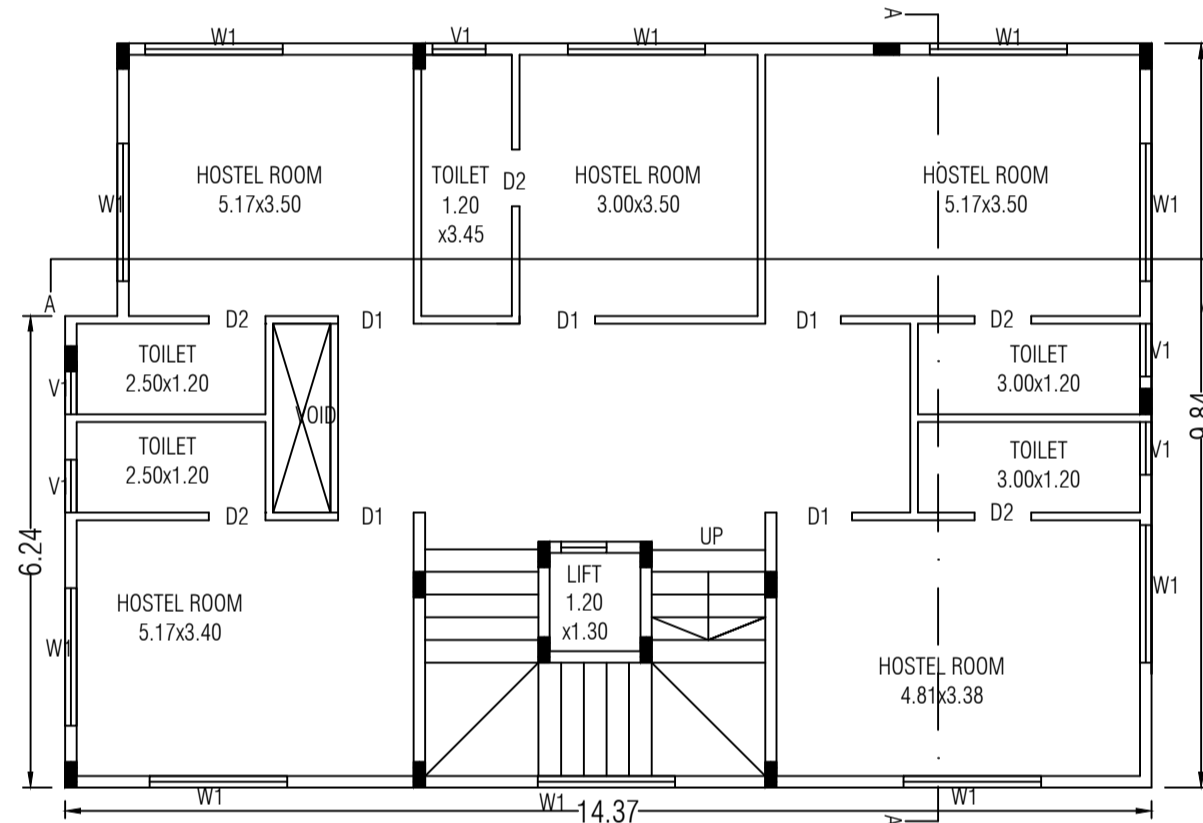 A
W1
V1
W1
W1
HOSTEL ROOM
5.17x3.50
TOILET
1.20
x3.45
D2
HOSTEL ROOM
3.00x3.50
HOSTEL ROOM
5.17x3.50
W1
W1
A
D2
D1
D1
D1
D2
TOILET
2.50x1.20
V1
VOID
TOILET
3.00x1.20
V1
9.84
TOILET
2.50x1.20
V1
TOILET
3.00x1.20
V1
D2
D1
D1
D2
6.24
UP
LIFT
1.20
x1.30
HOSTEL ROOM
5.17x3.40
W1
W1
HOSTEL ROOM
4.81x3.38
W1
W1
14.37
W1
A